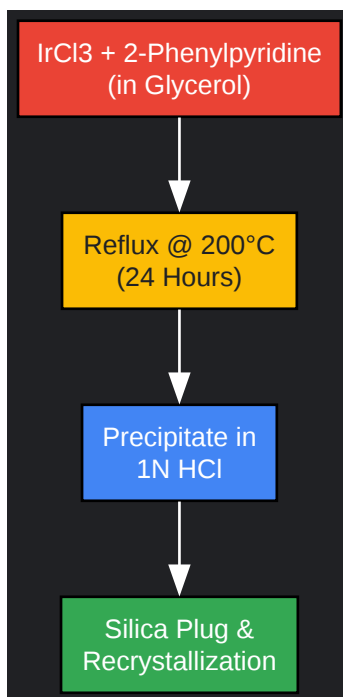 IrCl3 + 2-Phenylpyridine
(in Glycerol)
Reflux @ 200°C
(24 Hours)
Precipitate in
1N HCl
Silica Plug &
Recrystallization